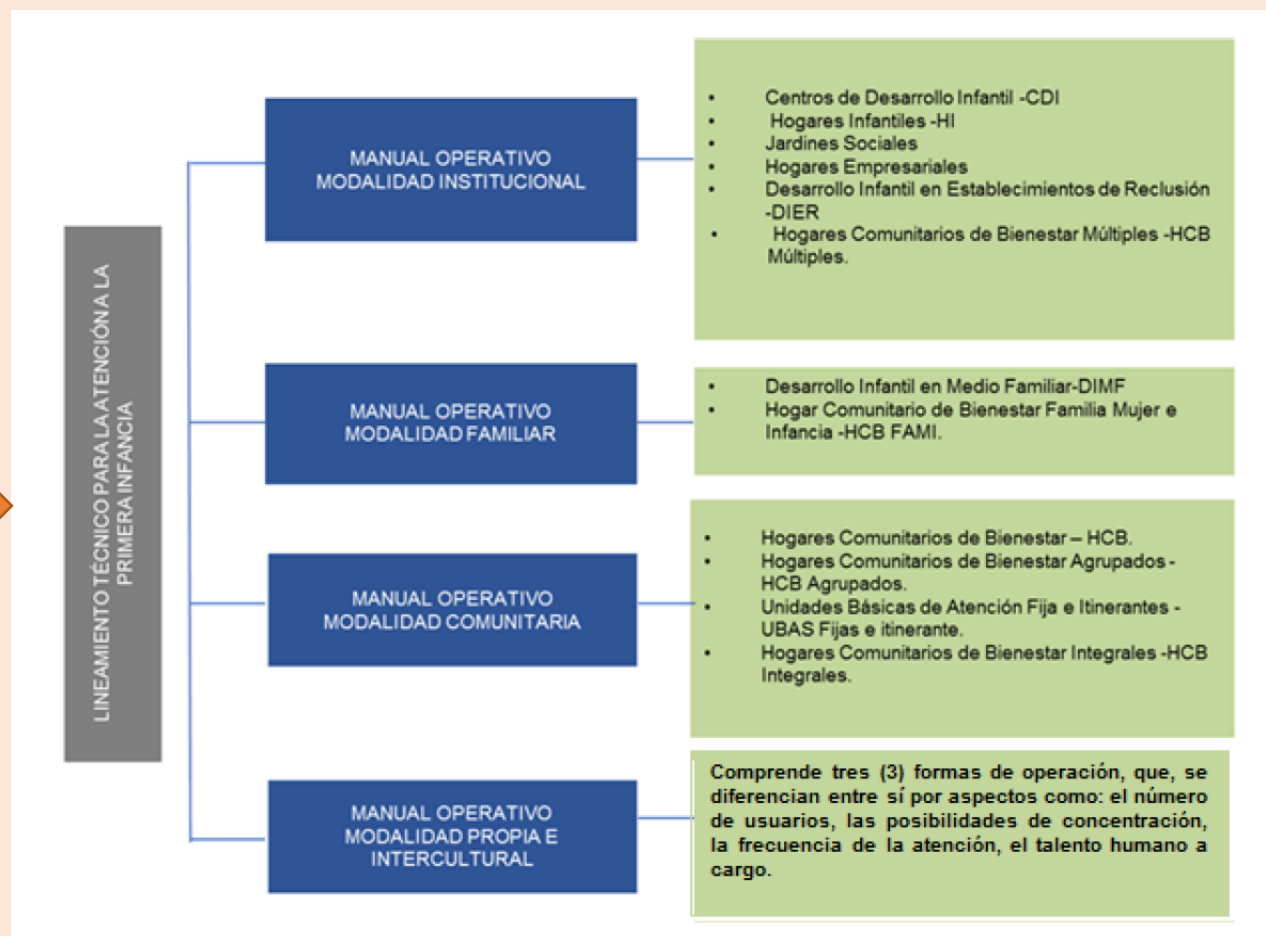 LINEAMIENTO TÉCNICO PARA LA ATENCIÓN A LA
PRIMERA INFANCIA
MANUAL OPERATIVO
MODALIDAD INSTITUCIONAL
• Centros de Desarrollo Infantil -CDI
• Hogares Infantiles -HI
• Jardines Sociales
• Hogares Empresariales
• Desarrollo Infantil en Establecimientos de Reclusión
-DIER
• Hogares Comunitarios de Bienestar Múltiples -HCB
Múltiples.
MANUAL OPERATIVO
MODALIDAD FAMILIAR
• Desarrollo Infantil en Medio Familiar-DIMF
• Hogar Comunitario de Bienestar Familia Mujer e
Infancia -HCB FAMI.
MANUAL OPERATIVO
MODALIDAD COMUNITARIA
• Hogares Comunitarios de Bienestar – HCB.
• Hogares Comunitarios de Bienestar Agrupados -
HCB Agrupados.
• Unidades Básicas de Atención Fija e Itinerantes -
UBAS Fijas e itinerante.
• Hogares Comunitarios de Bienestar Integrales -HCB
Integrales.
MANUAL OPERATIVO
MODALIDAD PROPIA E
INTERCULTURAL
Comprende tres (3) formas de operación, que, se
diferencian entre sí por aspectos como: el número
de usuarios, las posibilidades de concentración,
la frecuencia de la atención, el talento humano a
cargo.